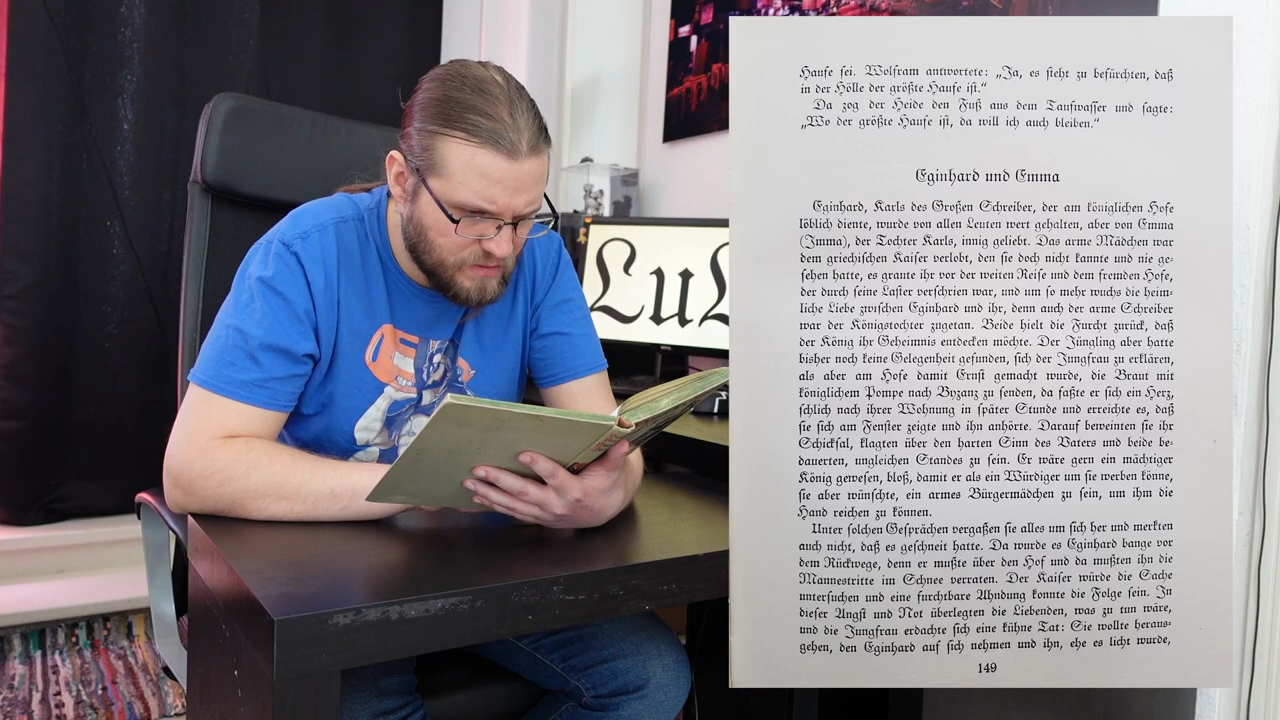 LuL
Haufe sei. Wolfram antwortete: „Ja, es steht zu befürchten, daß
in der Hölle der größte Haufe ist.“
Da zog der Heide den Fuß aus dem Taufwasser und sagte:
„Wo der größte Haufe ist, da will ich auch bleiben.“
Eginhard und Emma
Eginhard, Karls des Großen Schreiber, der am königlichen Hofe
löblich diente, wurde von allen Leuten wert gehalten, aber von Emma
(Imma), der Tochter Karls, innig geliebt. Das arme Mädchen war
dem griechischen Kaiser verlobt, den sie doch nicht kannte und nie ge-
sehen hatte, es graute ihr vor der weiten Reise und dem fremden Hofe,
der durch seine Laster verschrien war, und um so mehr wuchs die heim-
liche Liebe zwischen Eginhard und ihr, denn auch der arme Schreiber
war der Königstochter zugetan. Beide hielt die Furcht zurück, daß
der König ihr Geheimnis entdecken möchte. Der Jüngling aber hatte
bisher noch keine Gelegenheit gefunden, sich der Jungfrau zu erklären,
als aber am Hofe damit Ernst gemacht wurde, die Braut mit
königlichem Pompe nach Byzanz zu senden, da faßte er sich ein Herz,
schlich nach ihrer Wohnung in später Stunde und erreichte es, daß
sie sich am Fenster zeigte und ihn anhörte. Darauf beweinten sie ihr
Schicksal, klagten über den harten Sinn des Vaters und beide be-
dauerten, ungleichen Standes zu sein. Er wäre gern ein mächtiger
König gewesen, bloß, damit er als ein Würdiger um sie werben könne,
sie aber wünschte, ein armes Bürgermädchen zu sein, um ihm die
Hand reichen zu können.
Unter solchen Gesprächen vergaßen sie alles um sich her und merkten
auch nicht, daß es geschneit hatte. Da wurde es Eginhard bange vor
dem Rückwege, denn er mußte über den Hof und da mußten ihn die
Mannestritte im Schnee verraten. Der Kaiser würde die Sache
untersuchen und eine furchtbare Ahndung konnte die Folge sein. In
dieser Angst und Not überlegten die Liebenden, was zu tun wäre,
und die Jungfrau erdachte sich eine kühne Tat: Sie wollte heraus-
gehen, den Eginhard auf sich nehmen und ihn, ehe es licht wurde,
149